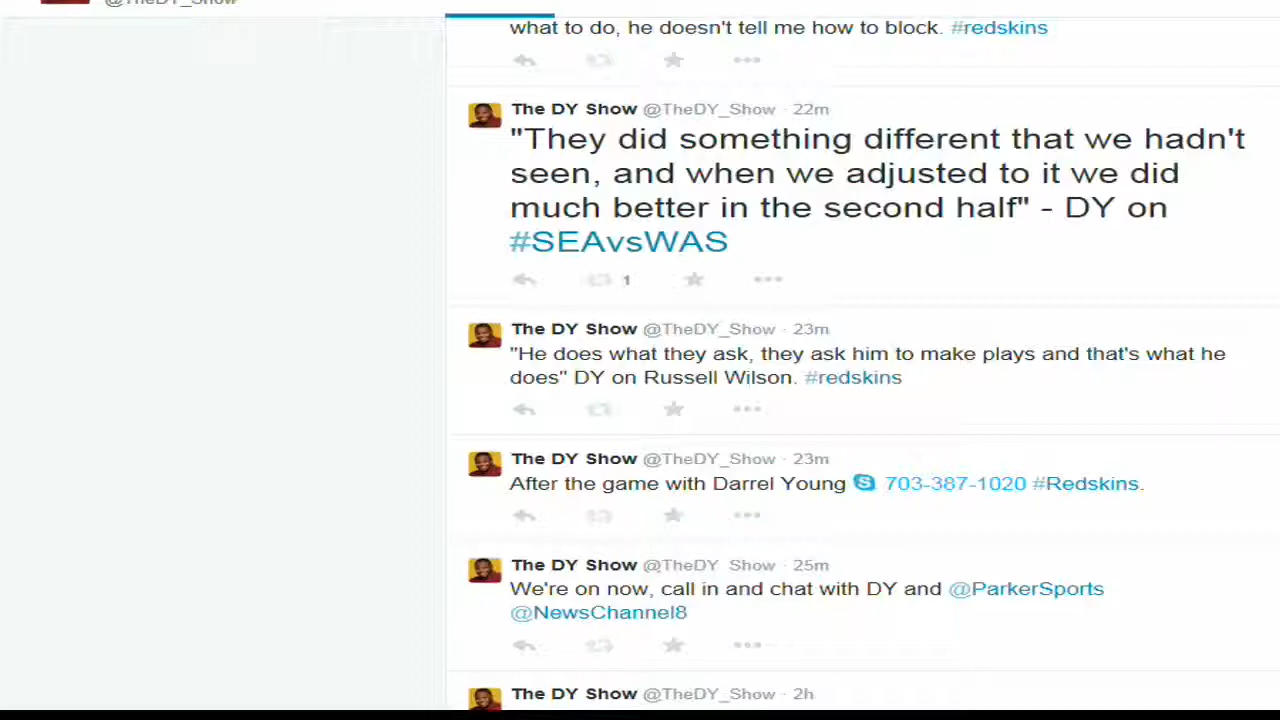 @TheDY_Show
what to do, he doesn't tell me how to block. #redskins
The DY Show @TheDY_Show · 22m
"They did something different that we hadn't
seen, and when we adjusted to it we did
much better in the second half" - DY on
#SEAvsWAS
1
The DY Show @TheDY_Show · 23m
"He does what they ask, they ask him to make plays and that's what he
does" DY on Russell Wilson. #redskins
The DY Show @TheDY_Show · 23m
After the game with Darrel Young 703-387-1020 #Redskins.
The DY Show @TheDY_Show · 25m
We're on now, call in and chat with DY and @ParkerSports
@NewsChannel8
The DY Show @TheDY_Show · 2h